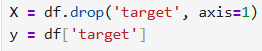 X = df.drop('target', axis=1)
y = df['target']